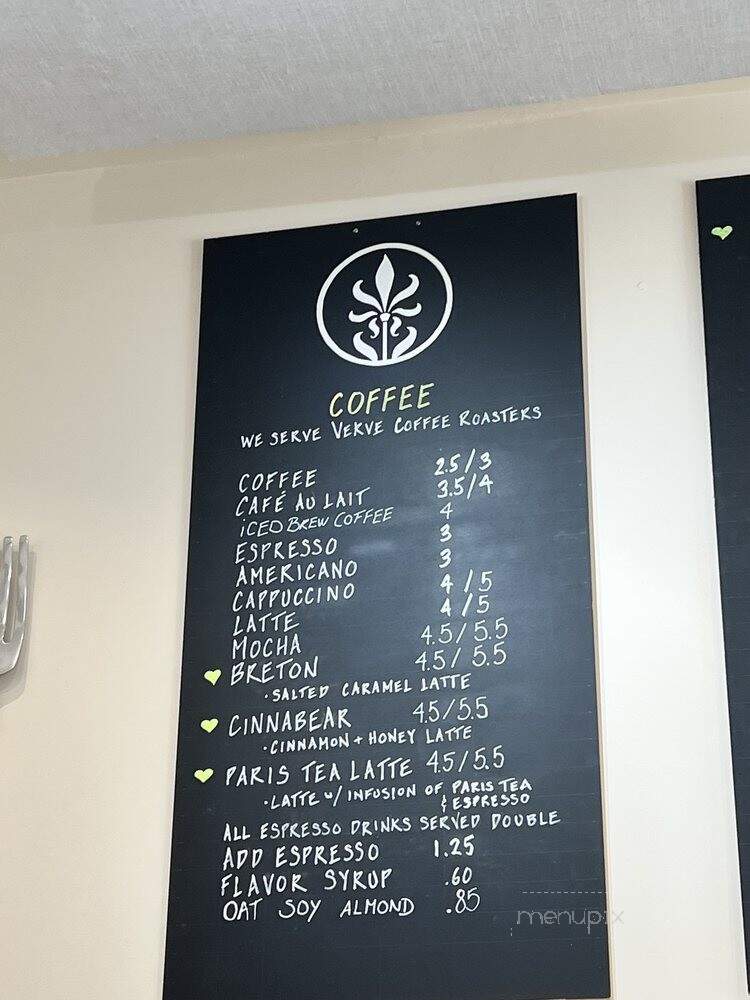 COFFEE
WE SERVE VERVE COFFEE ROASTERS
COFFEE 2.5/3
CAFÉ AU LAIT 3.5/4
ICED BREW COFFEE 4
ESPRESSO 3
AMERICANO 3
CAPPUCCINO 4/5
LATTE 4/5
MOCHA 4.5/5.5
BRETON 4.5/5.5
·SALTED CARAMEL LATTE
CINNABEAR 4.5/5.5
·CINNAMON + HONEY LATTE
PARIS TEA LATTE 4.5/5.5
·LATTE W/ INFUSION OF PARIS TEA
& ESPRESSO
ALL ESPRESSO DRINKS SERVED DOUBLE
ADD ESPRESSO 1.25
FLAVOR SYRUP .60
OAT SOY ALMOND .85
menupix